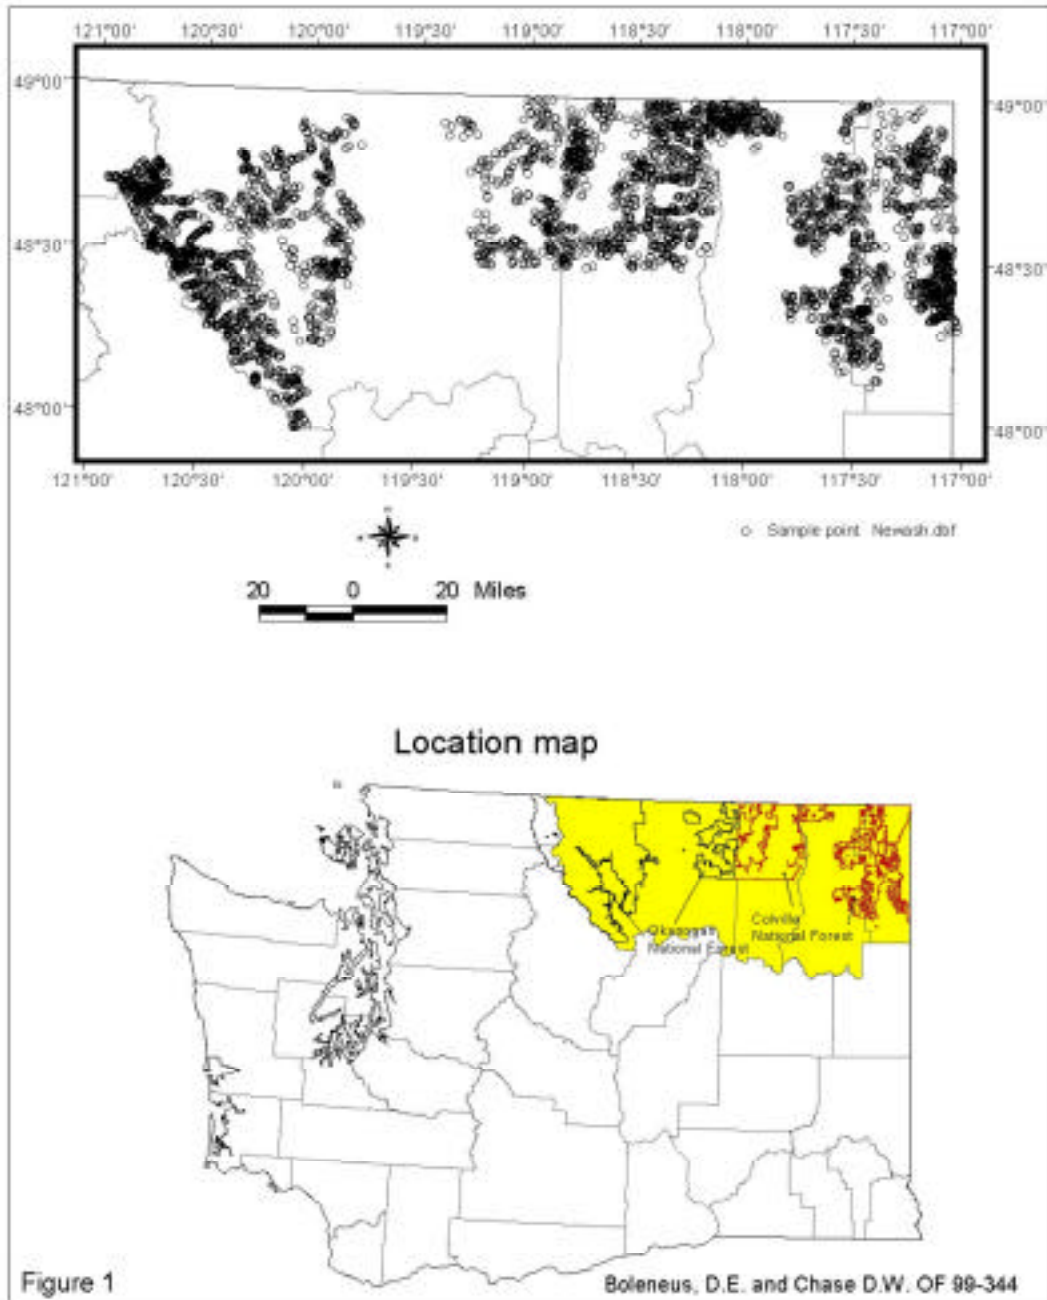 121°00' 120°30' 120°00' 119°30' 119°00' 118°30' 118°00' 117°30' 117°00'
49°00' 49°00'
48°30' 48°30'
48°00' 48°00'
121°00' 120°30' 120°00' 119°30' 119°00' 118°30' 118°00' 117°30' 117°00'
Sample point Newash.dbf
20 0 20 Miles
Location map
Okanogan
National Forest
Colville
National Forest
Figure 1
Boleneus, D.E. and Chase D.W. OF 99-344